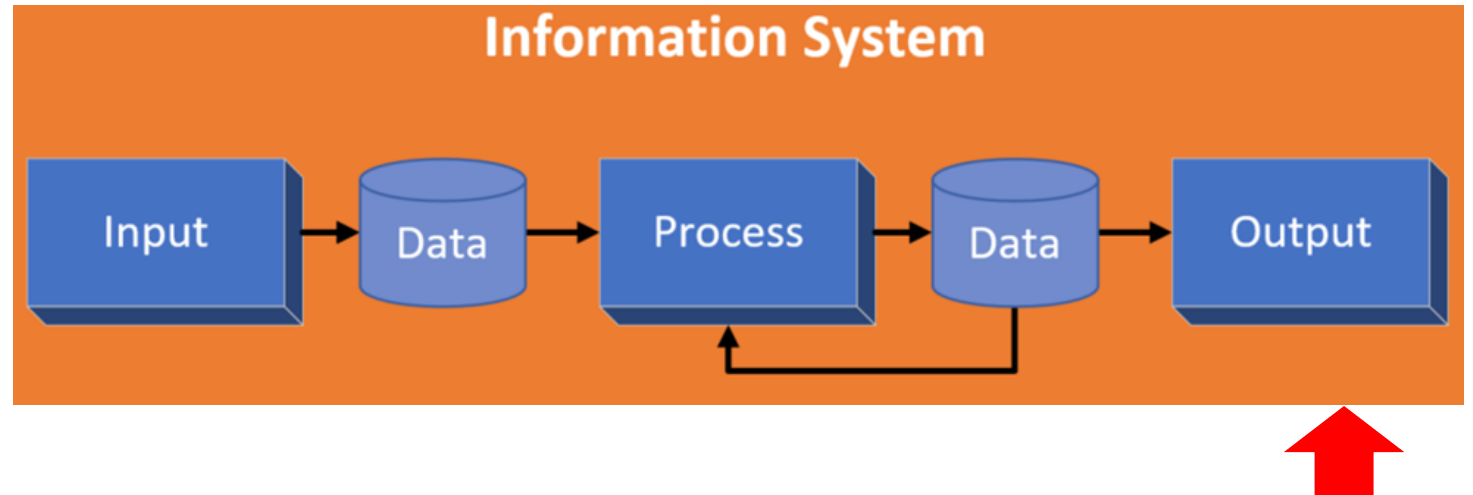 Information System
Input
Data
Process
Data
Output